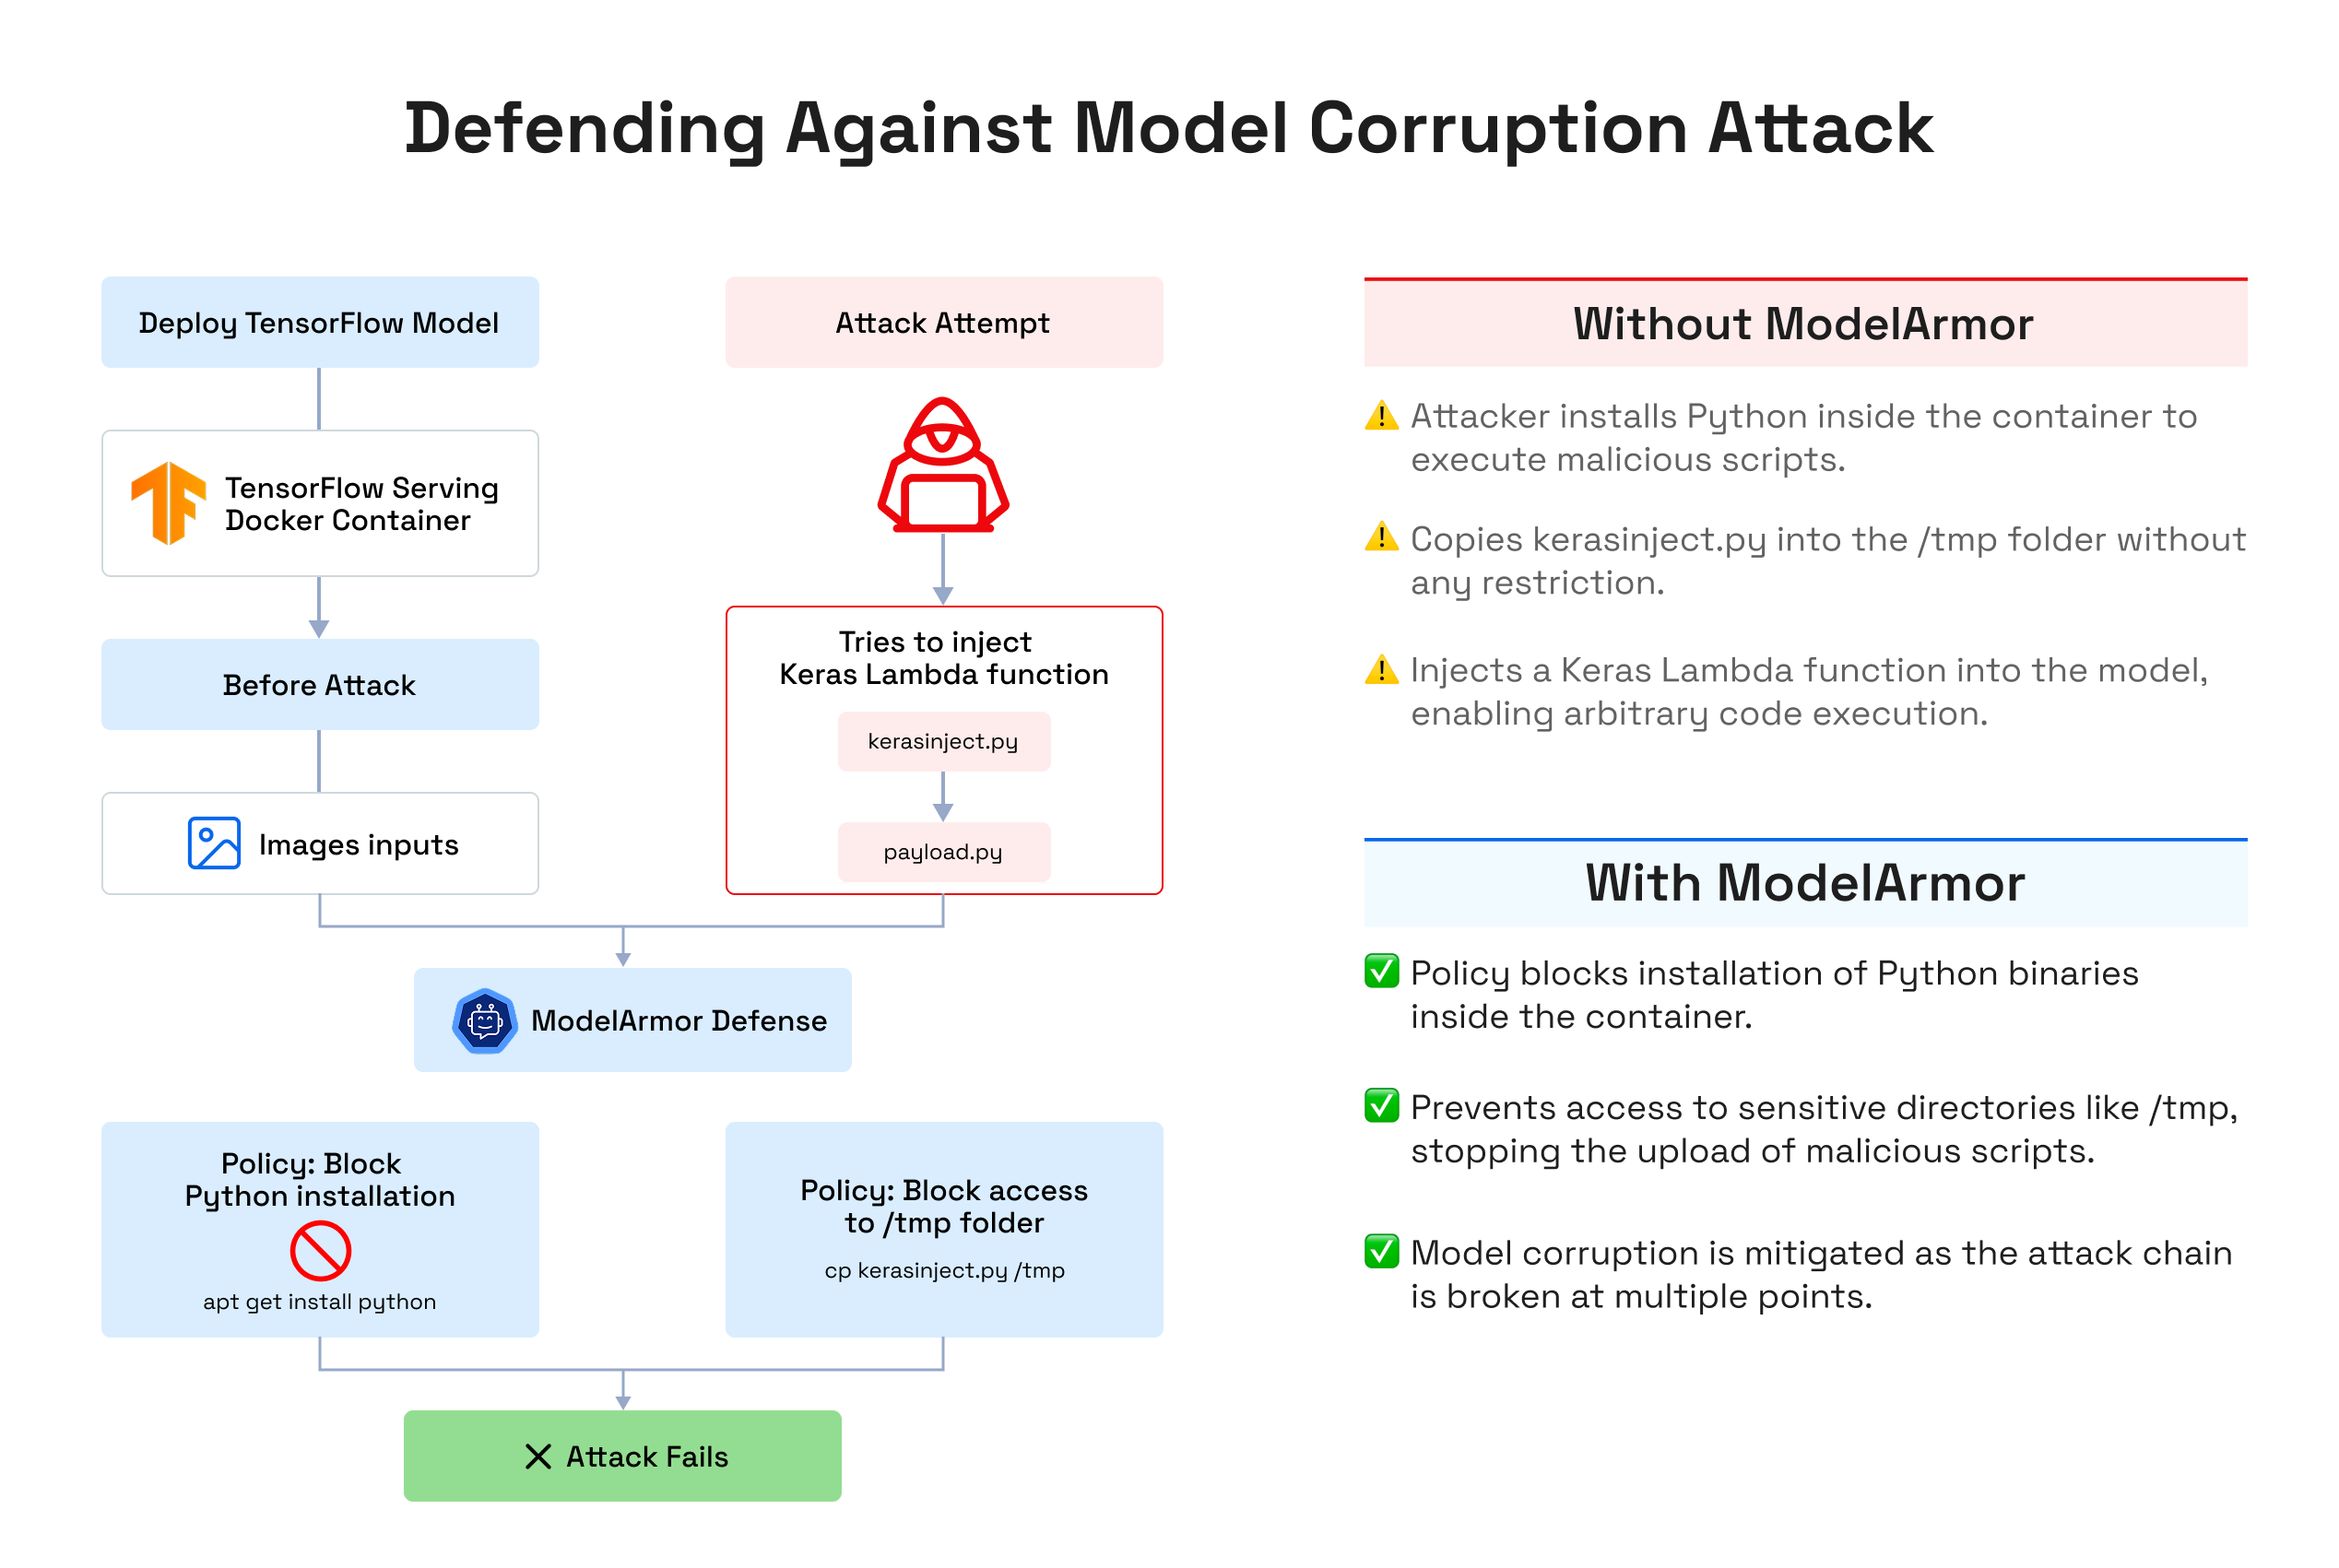 Defending Against Model Corruption Attack
Deploy TensorFlow Model
TensorFlow Serving
Docker Container
Before Attack
Images inputs
Attack Attempt
Tries to inject
Keras Lambda function
kerasinject.py
payload.py
ModelArmor Defense
Policy: Block
Python installation
apt get install python
Policy: Block access
to /tmp folder
cp kerasinject.py /tmp
Attack Fails
Without ModelArmor
Attacker installs Python inside the container to
execute malicious scripts.
Copies kerasinject.py into the /tmp folder without
any restriction.
Injects a Keras Lambda function into the model,
enabling arbitrary code execution.
With ModelArmor
Policy blocks installation of Python binaries
inside the container.
Prevents access to sensitive directories like /tmp,
stopping the upload of malicious scripts.
Model corruption is mitigated as the attack chain
is broken at multiple points.